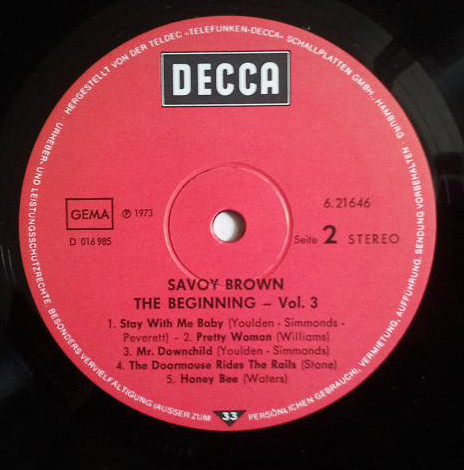 HERGESTELLT VON DER TELDEC »TELEFUNKEN-DECCA« SCHALLPLATTEN GMBH., HAMBURG.
URHEBER- UND LEISTUNGSSCHUTZRECHTE, BESONDERS VERVIELFÄLTIGUNG (AUSSER ZUM PERSÖNLICHEN GEBRAUCH), VERMIETUNG, AUFFÜHRUNG, SENDUNG VORBEHALTEN
DECCA
GEMA ℗ 1973
D 016 985
6.21646
Seite 2 STEREO
SAVOY BROWN
THE BEGINNING – Vol. 3
1. Stay With Me Baby (Youlden - Simmonds -
Peverett) - 2. Pretty Woman (Williams)
3. Mr. Downchild (Youlden - Simmonds)
4. The Doormouse Rides The Rails (Stone)
5. Honey Bee (Waters)
33